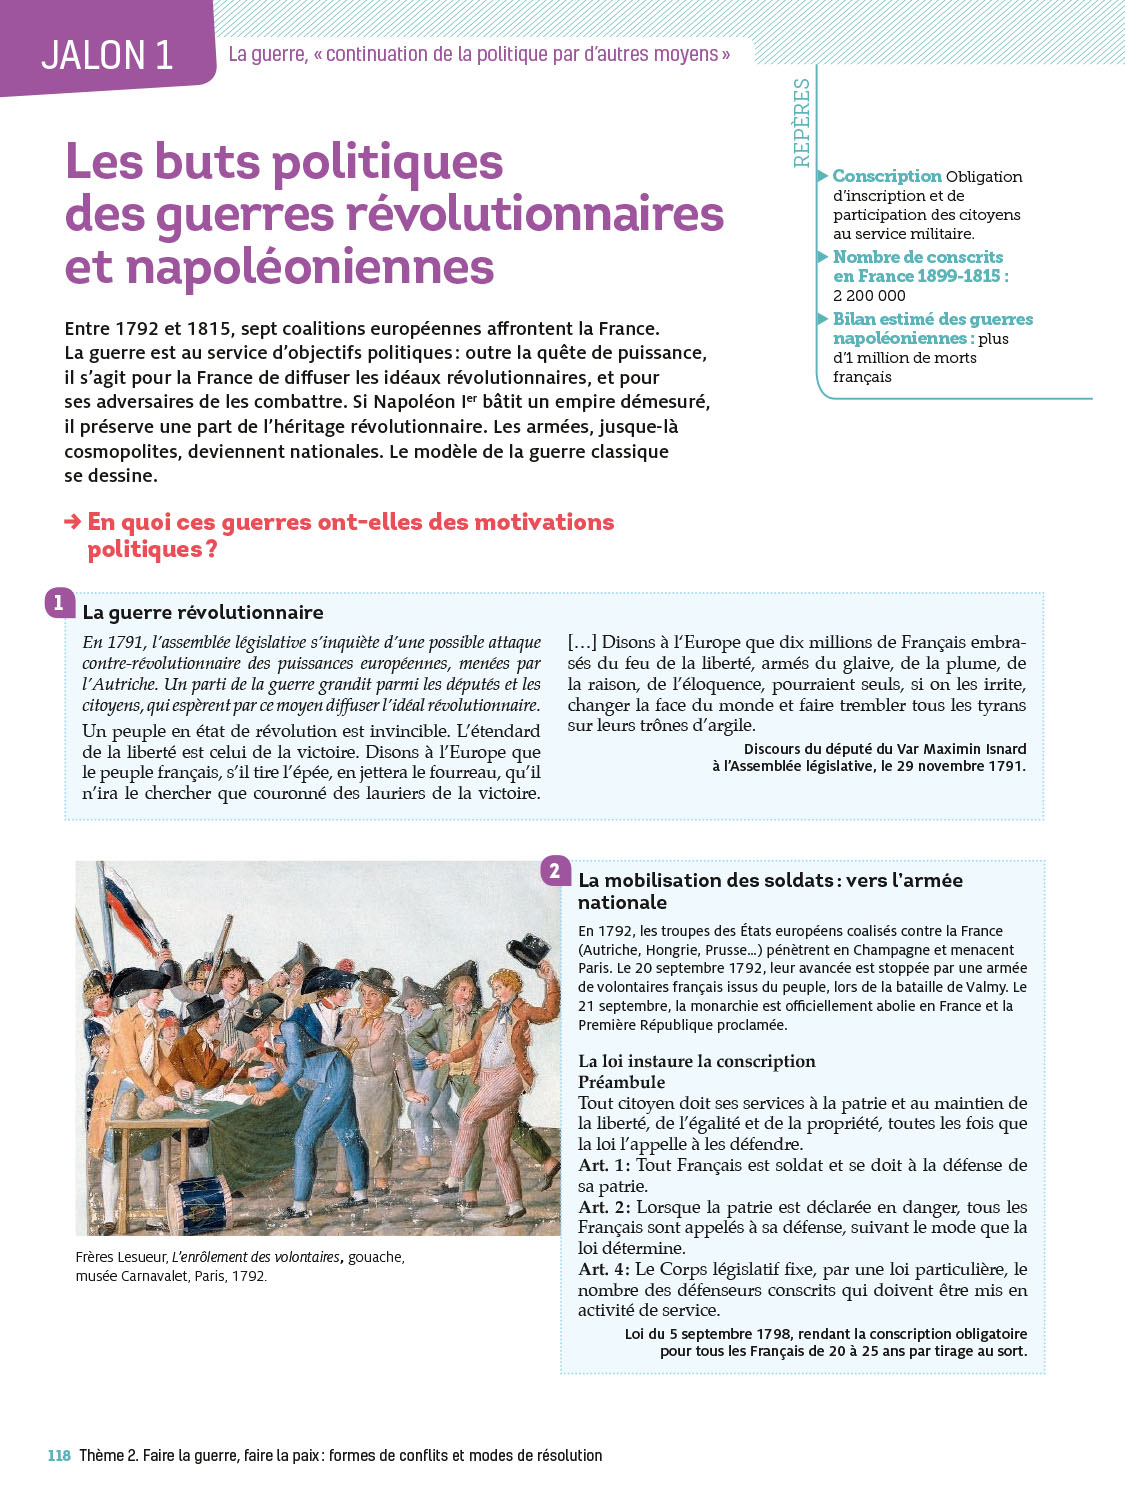 JALON 1
La guerre, « continuation de la politique par d'autres moyens »
Les buts politiques
des guerres révolutionnaires
et napoléoniennes
Entre 1792 et 1815, sept coalitions européennes affrontent la France.
La guerre est au service d'objectifs politiques : outre la quête de puissance,
il s'agit pour la France de diffuser les idéaux révolutionnaires, et pour
ses adversaires de les combattre. Si Napoléon Ier bâtit un empire démesuré,
il préserve une part de l'héritage révolutionnaire. Les armées, jusque-là
cosmopolites, deviennent nationales. Le modèle de la guerre classique
se dessine.
→ En quoi ces guerres ont-elles des motivations
politiques ?
REPÈRES
Conscription Obligation
d'inscription et de
participation des citoyens
au service militaire.
Nombre de conscrits
en France 1899-1815 :
2 200 000
Bilan estimé des guerres
napoléoniennes : plus
d'1 million de morts
français
1
La guerre révolutionnaire
En 1791, l'assemblée législative s'inquiète d'une possible attaque
contre-révolutionnaire des puissances européennes, menées par
l'Autriche. Un parti de la guerre grandit parmi les députés et les
citoyens, qui espèrent par ce moyen diffuser l'idéal révolutionnaire.
Un peuple en état de révolution est invincible. L'étendard
de la liberté est celui de la victoire. Disons à l'Europe que
le peuple français, s'il tire l'épée, en jettera le fourreau, qu'il
n'ira le chercher que couronné des lauriers de la victoire.
[…] Disons à l'Europe que dix millions de Français embra-
sés du feu de la liberté, armés du glaive, de la plume, de
la raison, de l'éloquence, pourraient seuls, si on les irrite,
changer la face du monde et faire trembler tous les tyrans
sur leurs trônes d'argile.
Discours du député du Var Maximin Isnard
à l'Assemblée législative, le 29 novembre 1791.
Frères Lesueur, L'enrôlement des volontaires, gouache,
musée Carnavalet, Paris, 1792.
2
La mobilisation des soldats : vers l'armée
nationale
En 1792, les troupes des États européens coalisés contre la France
(Autriche, Hongrie, Prusse…) pénètrent en Champagne et menacent
Paris. Le 20 septembre 1792, leur avancée est stoppée par une armée
de volontaires français issus du peuple, lors de la bataille de Valmy. Le
21 septembre, la monarchie est officiellement abolie en France et la
Première République proclamée.
La loi instaure la conscription
Préambule
Tout citoyen doit ses services à la patrie et au maintien de
la liberté, de l'égalité et de la propriété, toutes les fois que
la loi l'appelle à les défendre.
Art. 1 : Tout Français est soldat et se doit à la défense de
sa patrie.
Art. 2 : Lorsque la patrie est déclarée en danger, tous les
Français sont appelés à sa défense, suivant le mode que la
loi détermine.
Art. 4 : Le Corps législatif fixe, par une loi particulière, le
nombre des défenseurs conscrits qui doivent être mis en
activité de service.
Loi du 5 septembre 1798, rendant la conscription obligatoire
pour tous les Français de 20 à 25 ans par tirage au sort.
118 Thème 2. Faire la guerre, faire la paix : formes de conflits et modes de résolution